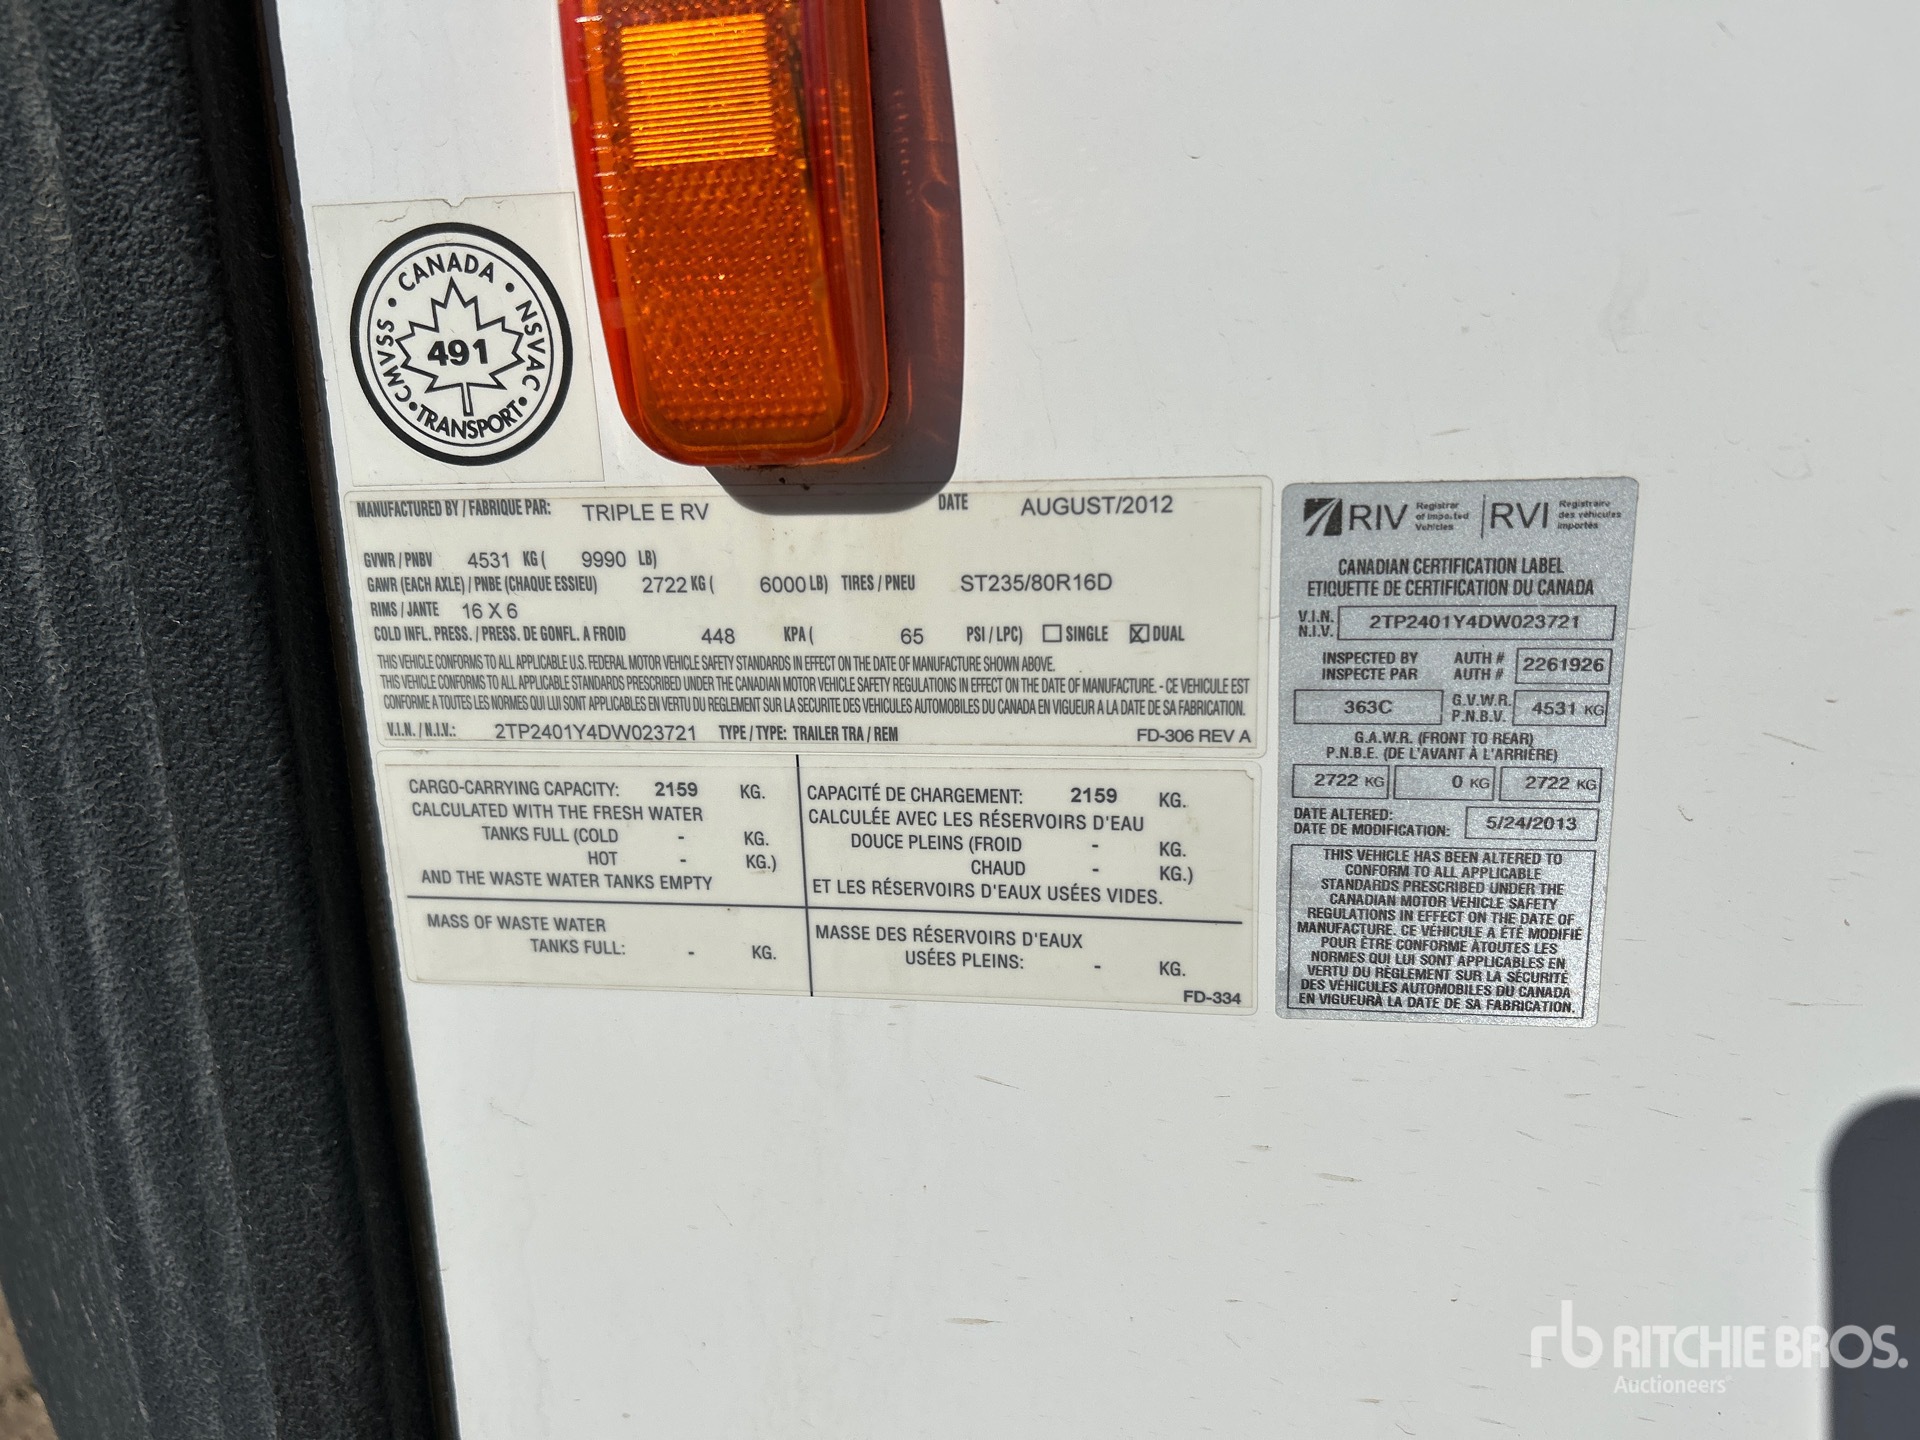 CANADA
CMVSS • NSVAC
491
TRANSPORT
MANUFACTURED BY / FABRIQUE PAR: TRIPLE E RV DATE AUGUST/2012
GVWR / PNBV 4531 KG ( 9990 LB)
GAWR (EACH AXLE) / PNBE (CHAQUE ESSIEU) 2722 KG ( 6000 LB) TIRES / PNEU ST235/80R16D
RIMS / JANTE 16 X 6
COLD INFL. PRESS. / PRESS. DE GONFL. A FROID 448 KPA ( 65 PSI / LPC) ☐ SINGLE ☒ DUAL
THIS VEHICLE CONFORMS TO ALL APPLICABLE U.S. FEDERAL MOTOR VEHICLE SAFETY STANDARDS IN EFFECT ON THE DATE OF MANUFACTURE SHOWN ABOVE.
THIS VEHICLE CONFORMS TO ALL APPLICABLE STANDARDS PRESCRIBED UNDER THE CANADIAN MOTOR VEHICLE SAFETY REGULATIONS IN EFFECT ON THE DATE OF MANUFACTURE. - CE VEHICULE EST
CONFORME A TOUTES LES NORMES QUI LUI SONT APPLICABLES EN VERTU DU REGLEMENT SUR LA SECURITE DES VEHICULES AUTOMOBILES DU CANADA EN VIGUEUR A LA DATE DE SA FABRICATION.
V.I.N. / N.I.V.: 2TP2401Y4DW023721 TYPE / TYPE: TRAILER TRA / REM FD-306 REV A
CARGO-CARRYING CAPACITY: 2159 KG.
CALCULATED WITH THE FRESH WATER
TANKS FULL (COLD - KG.
HOT - KG.)
AND THE WASTE WATER TANKS EMPTY
MASS OF WASTE WATER
TANKS FULL: - KG.
CAPACITÉ DE CHARGEMENT: 2159 KG.
CALCULÉE AVEC LES RÉSERVOIRS D'EAU
DOUCE PLEINS (FROID - KG.
CHAUD - KG.)
ET LES RÉSERVOIRS D'EAUX USÉES VIDES.
MASSE DES RÉSERVOIRS D'EAUX
USÉES PLEINS: - KG.
FD-334
RIV Registrar of Imported Vehicles RVI Registraire des véhicules importés
CANADIAN CERTIFICATION LABEL
ETIQUETTE DE CERTIFICATION DU CANADA
V.I.N. N.I.V. 2TP2401Y4DW023721
INSPECTED BY AUTH # 2261926
INSPECTE PAR AUTH #
363C G.V.W.R. P.N.B.V. 4531 KG
G.A.W.R. (FRONT TO REAR)
P.N.B.E. (DE L'AVANT À L'ARRIÈRE)
2722 KG 0 KG 2722 KG
DATE ALTERED:
DATE DE MODIFICATION: 5/24/2013
THIS VEHICLE HAS BEEN ALTERED TO
CONFORM TO ALL APPLICABLE
STANDARDS PRESCRIBED UNDER THE
CANADIAN MOTOR VEHICLE SAFETY
REGULATIONS IN EFFECT ON THE DATE OF
MANUFACTURE. CE VÉHICULE A ÉTÉ MODIFIÉ
POUR ÊTRE CONFORME ÀTOUTES LES
NORMES QUI LUI SONT APPLICABLES EN
VERTU DU RÈGLEMENT SUR LA SÉCURITÉ
DES VÉHICULES AUTOMOBILES DU CANADA
EN VIGUEURÀ LA DATE DE SA FABRICATION.
rb RITCHIE BROS.
Auctioneers